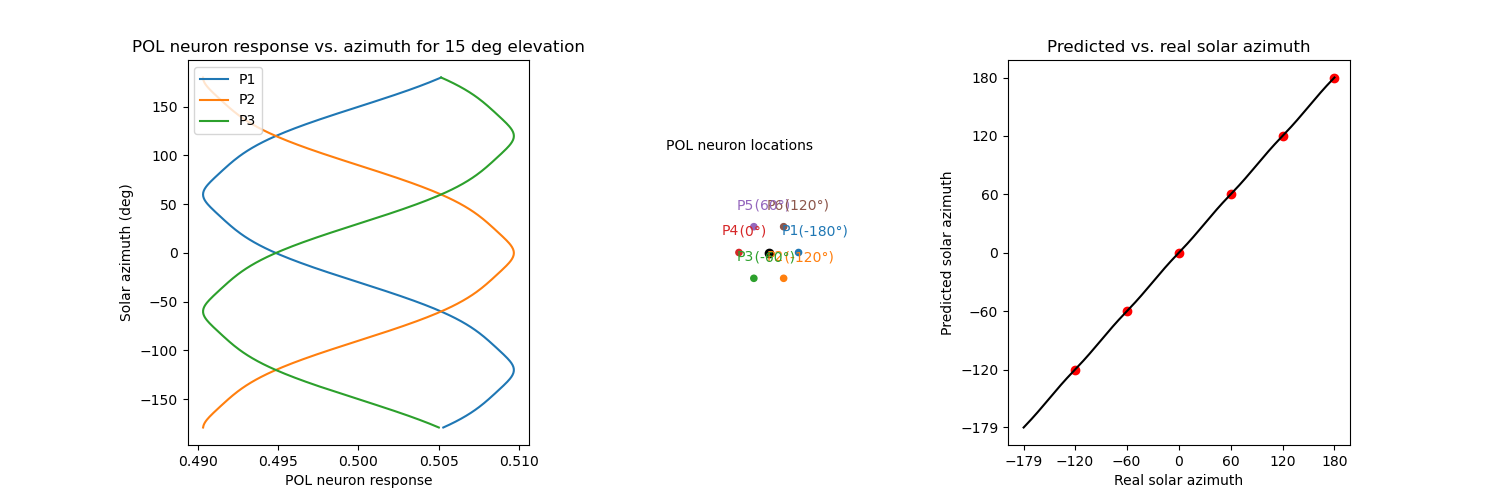 POL neuron response vs. azimuth for 15 deg elevation
P1
P2
P3
150
100
50
0
−50
−100
−150
Solar azimuth (deg)
0.490 0.495 0.500 0.505 0.510
POL neuron response
POL neuron locations
P5
P6(120°)
P4(0°)
P1(-180°)
P3
Predicted vs. real solar azimuth
180
120
60
0
−60
−120
−179
Predicted solar azimuth
−179 −120 −60 0 60 120 180
Real solar azimuth